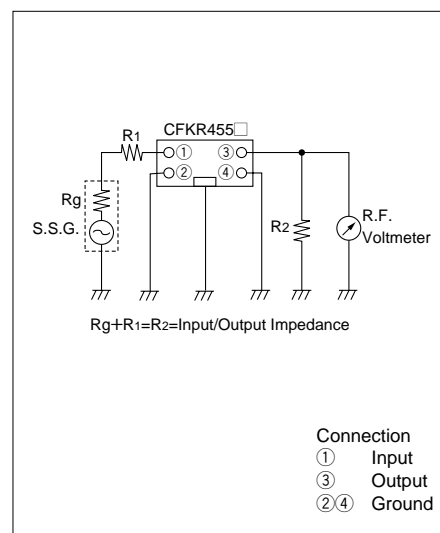 CFKR455□
R1
① ③
② ④
Rg
S.S.G.
R2
R.F.
Voltmeter
Rg+R1=R2=Input/Output Impedance
Connection
① Input
③ Output
②④ Ground